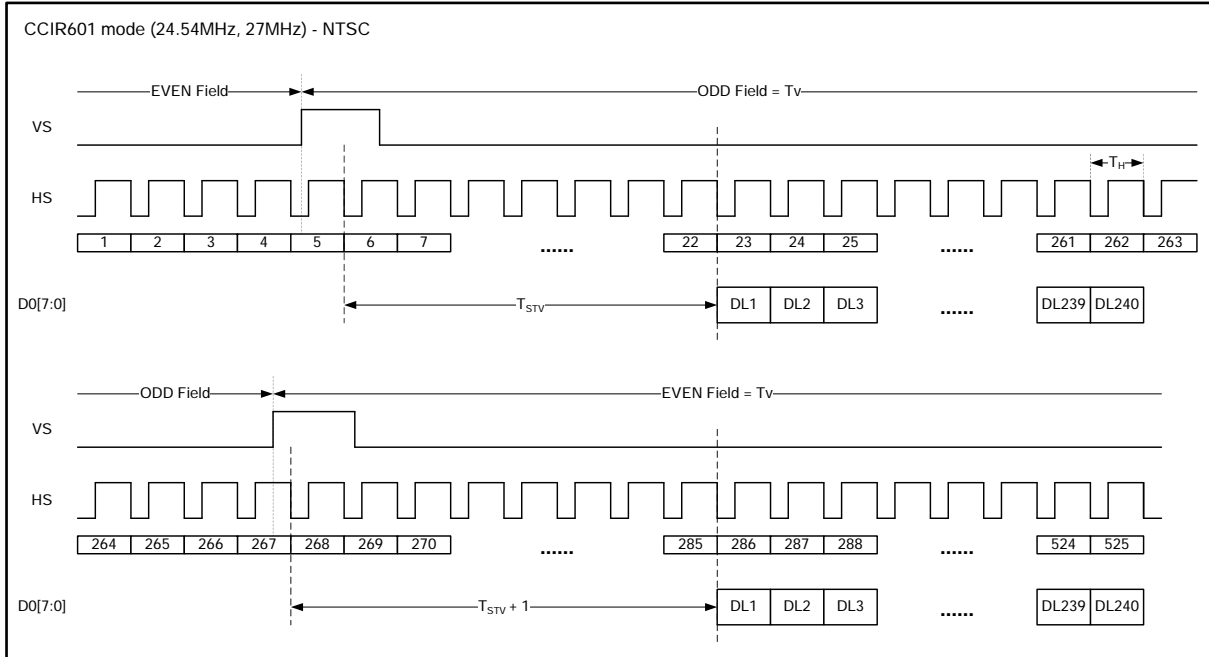 CCIR601 mode (24.54MHz, 27MHz) - NTSC
EVEN Field ODD Field = Tv
VS
HS TH
1 2 3 4 5 6 7 ...... 22 23 24 25 ...... 261 262 263
D0[7:0] TSTV DL1 DL2 DL3 ...... DL239 DL240
ODD Field EVEN Field = Tv
VS
HS
264 265 266 267 268 269 270 ...... 285 286 287 288 ...... 524 525
D0[7:0] TSTV + 1 DL1 DL2 DL3 ...... DL239 DL240